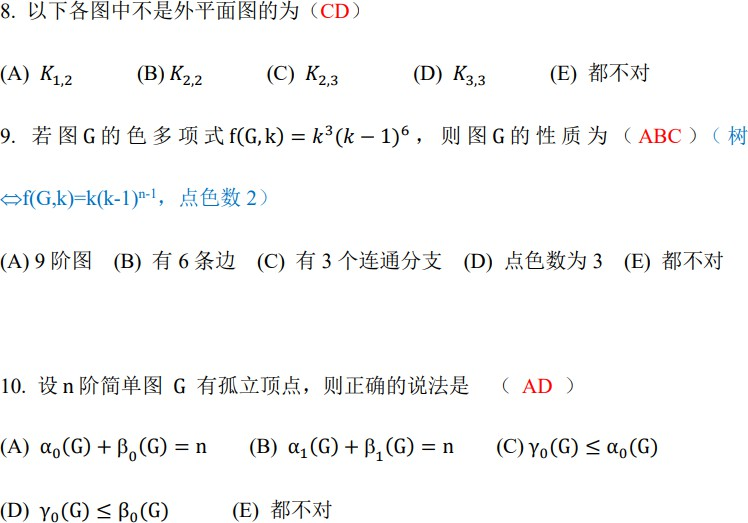 8. 以下各图中不是外平面图的为（CD）
(A) K₁,₂ (B) K₂,₂ (C) K₂,₃ (D) K₃,₃ (E) 都不对
9. 若图G的色多项式f(G,k) = k³(k − 1)⁶，则图G的性质为（ABC）（树
⇔f(G,k)=k(k-1)ⁿ⁻¹，点色数 2）
(A) 9 阶图 (B) 有 6 条边 (C) 有 3 个连通分支 (D) 点色数为 3 (E) 都不对
10. 设 n 阶简单图 G 有孤立顶点，则正确的说法是 （ AD ）
(A) α₀(G) + β₀(G) = n (B) α₁(G) + β₁(G) = n (C) γ₀(G) ≤ α₀(G)
(D) γ₀(G) ≤ β₀(G) (E) 都不对